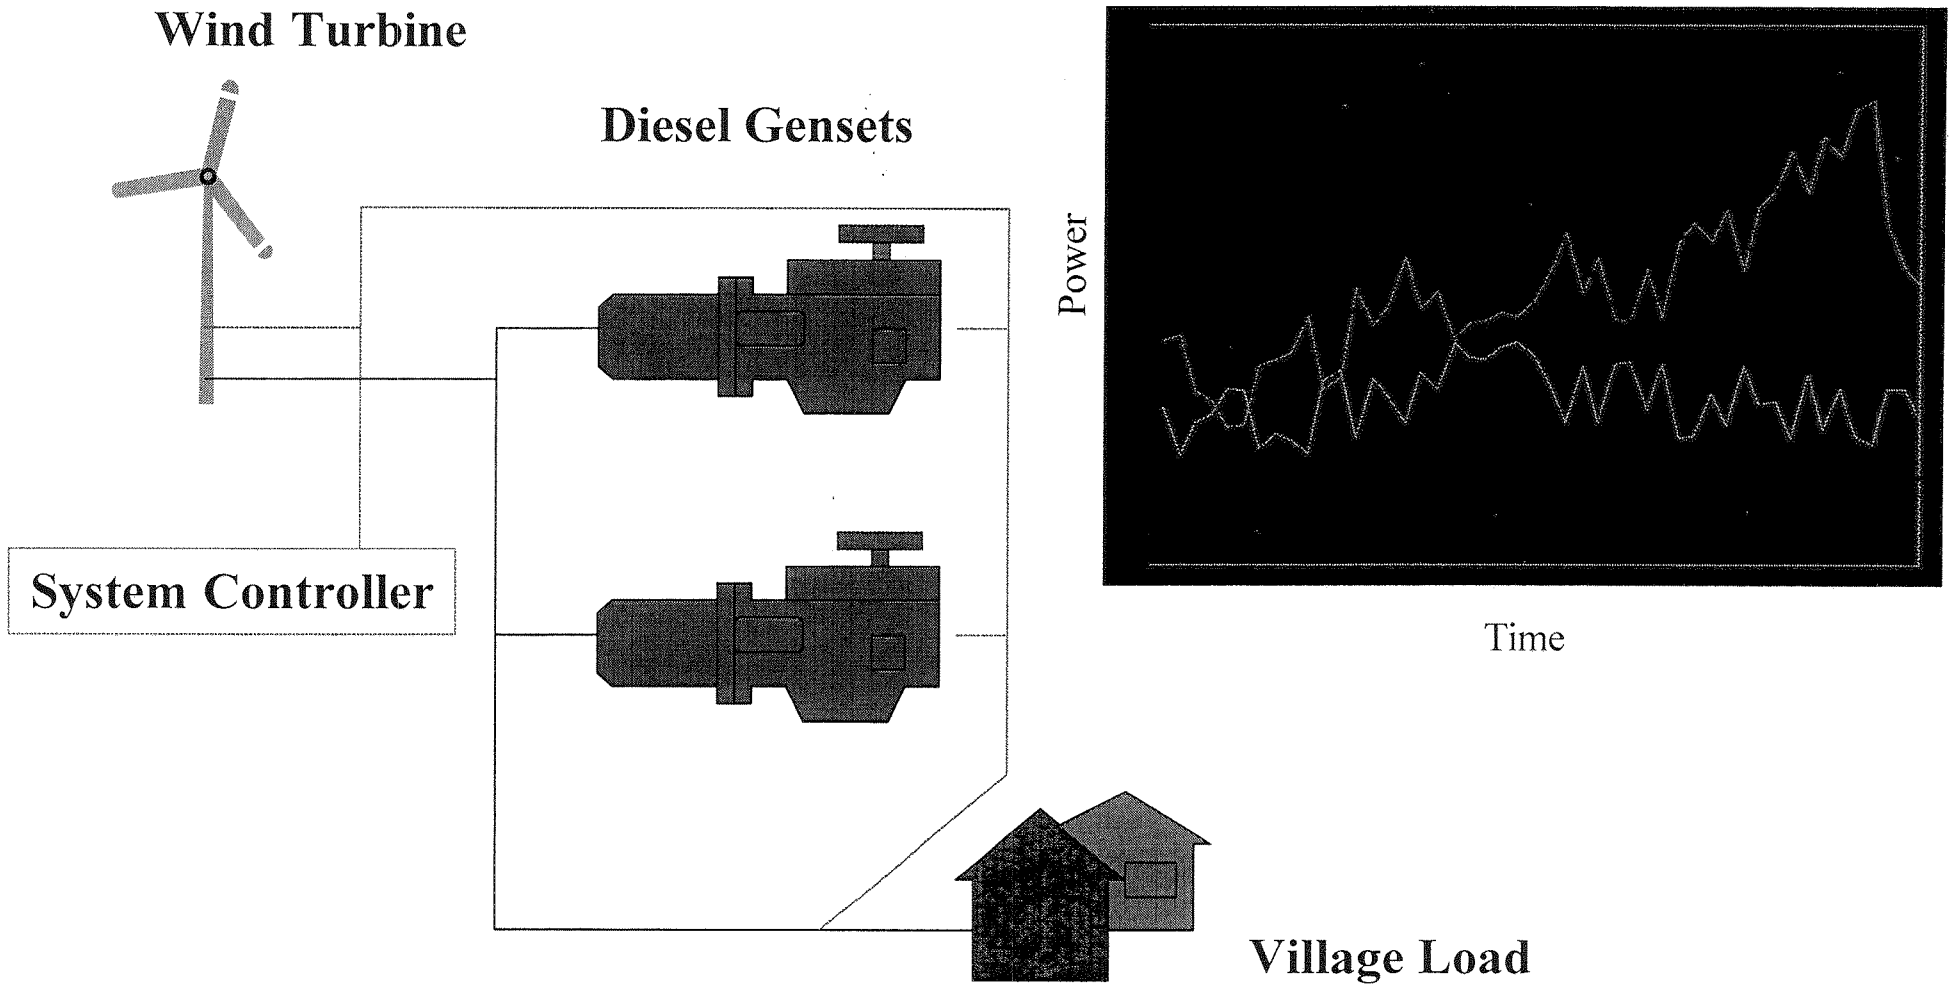 Wind Turbine
Diesel Gensets
Power
System Controller
Time
Village Load